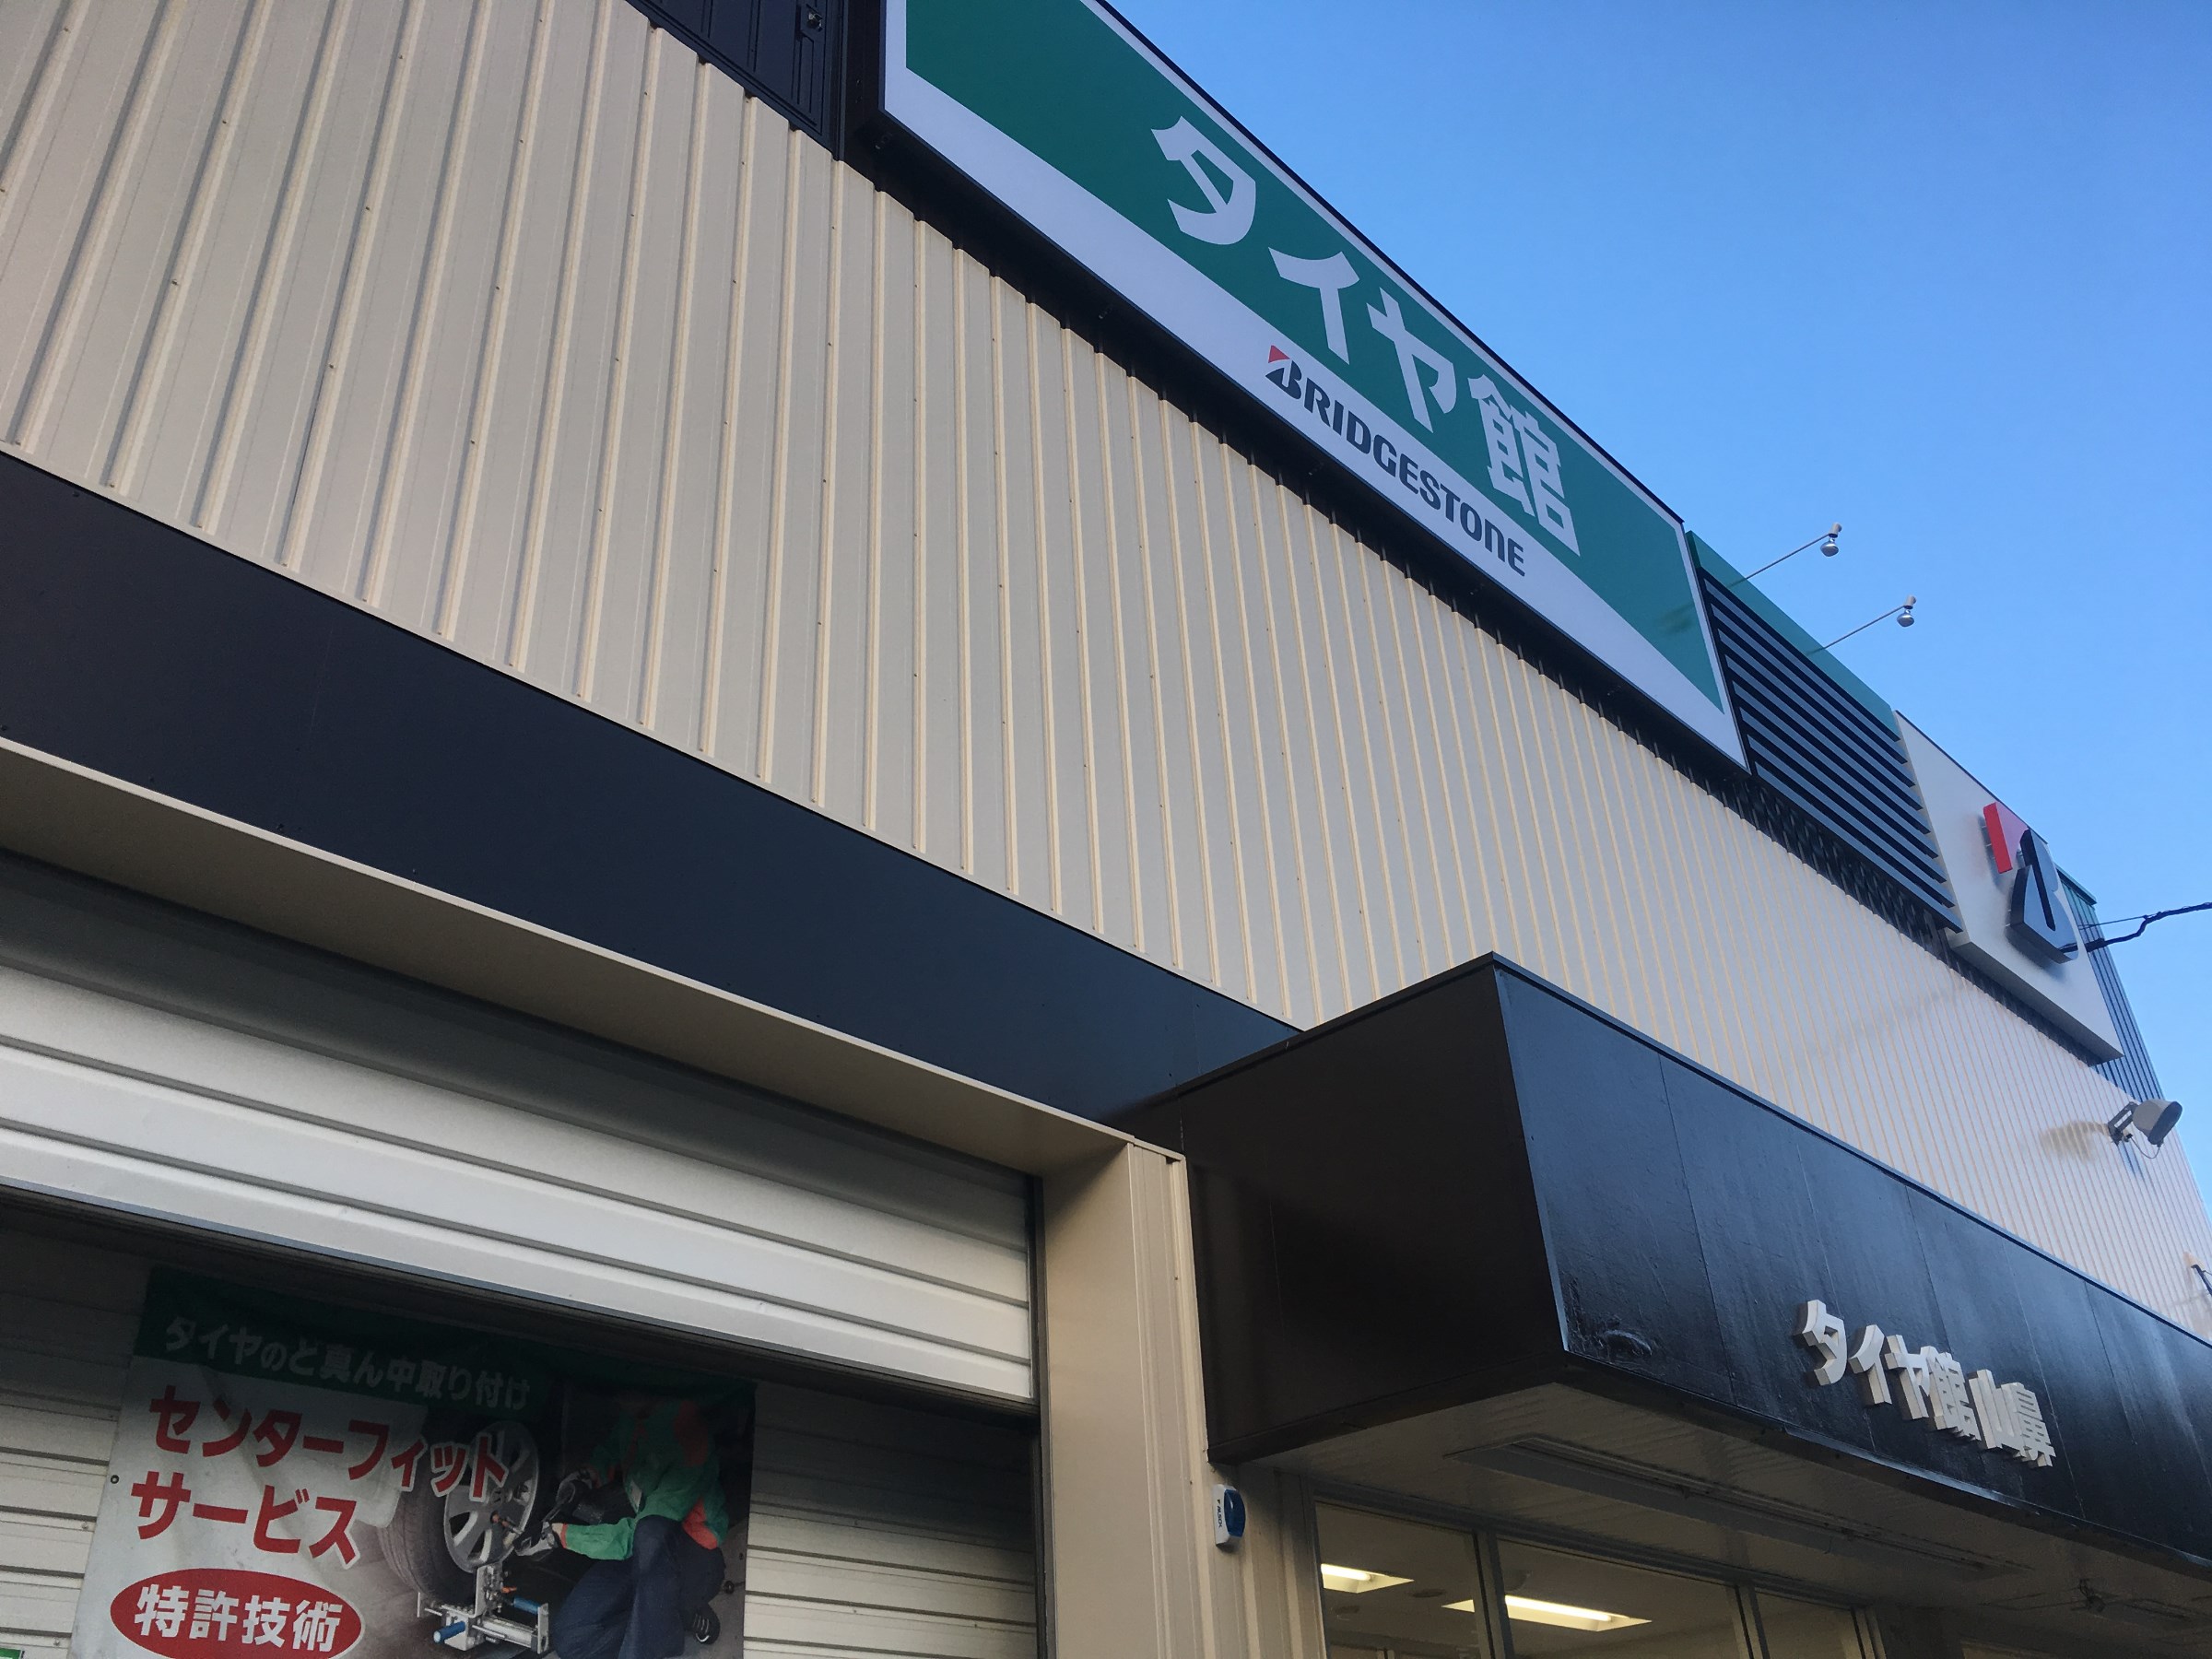 タイヤ館
BRIDGESTONE
タイヤ館 山鼻
タイヤのど真ん中取り付け
センターフィット
サービス
特許技術